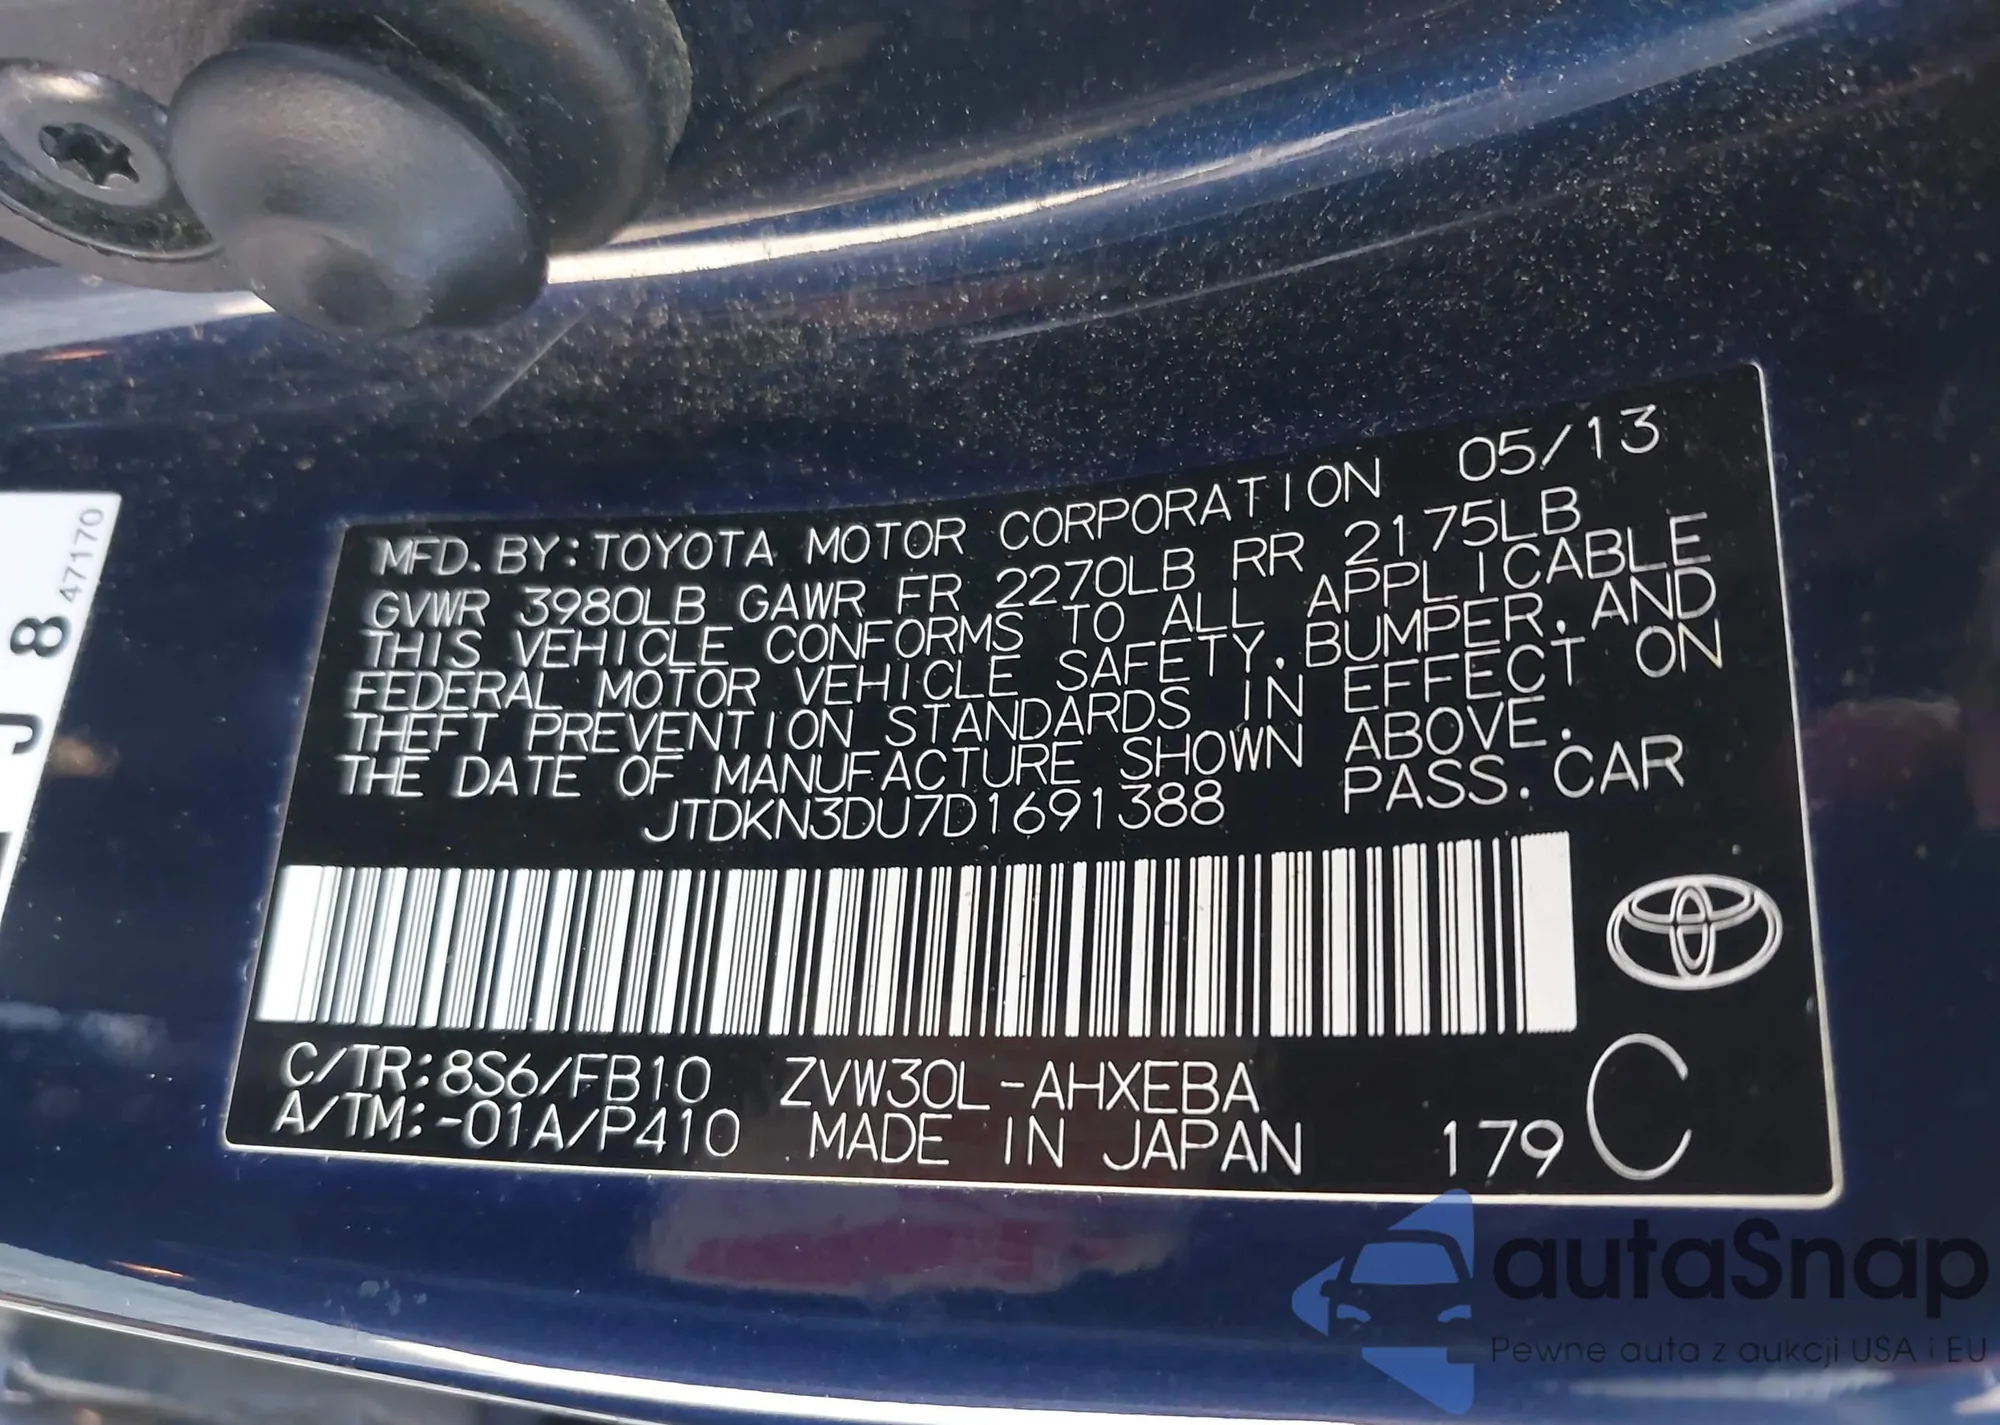 MFD. BY: TOYOTA MOTOR CORPORATION 05/13
GVWR 3980LB GAWR FR 2270LB RR 2175LB
THIS VEHICLE CONFORMS TO ALL APPLICABLE
FEDERAL MOTOR VEHICLE SAFETY, BUMPER, AND
THEFT PREVENTION STANDARDS IN EFFECT ON
THE DATE OF MANUFACTURE SHOWN ABOVE.
JTDKN3DU7D1691388 PASS. CAR
C/TR:8S6/FB10 ZVW30L-AHXEBA
A/TM:-01A/P410 MADE IN JAPAN 179 C
J 8
47170
autaSnap
Pewne auta z aukcji USA i EU